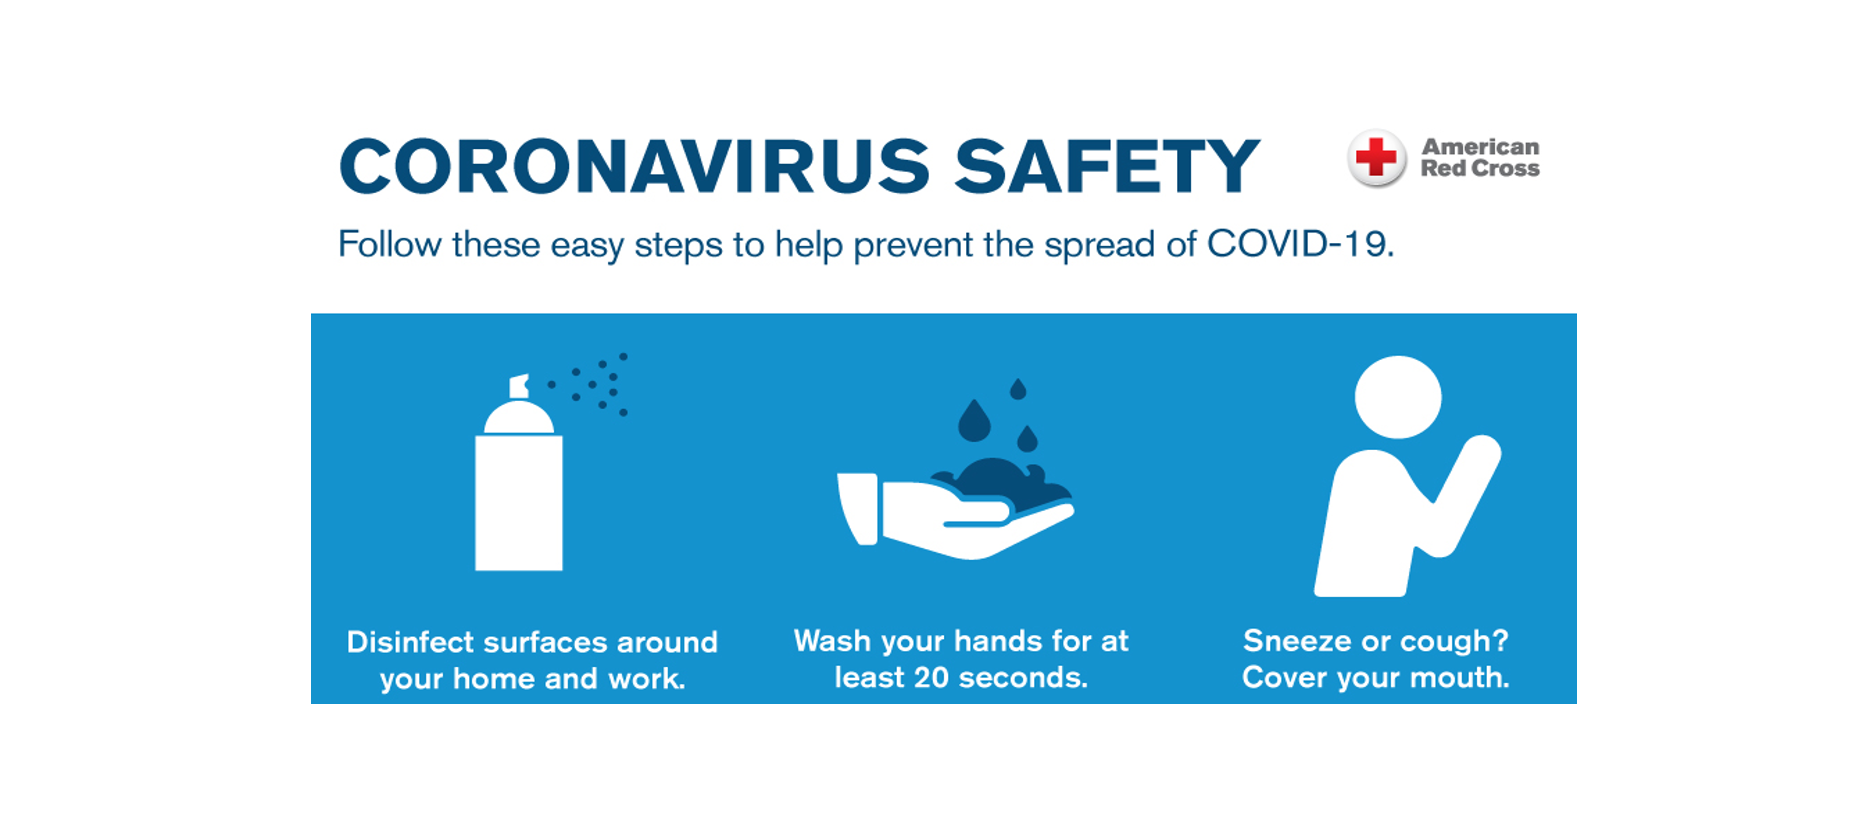 CORONAVIRUS SAFETY
American
Red Cross
Follow these easy steps to help prevent the spread of COVID-19.
Disinfect surfaces around
your home and work.
Wash your hands for at
least 20 seconds.
Sneeze or cough?
Cover your mouth.